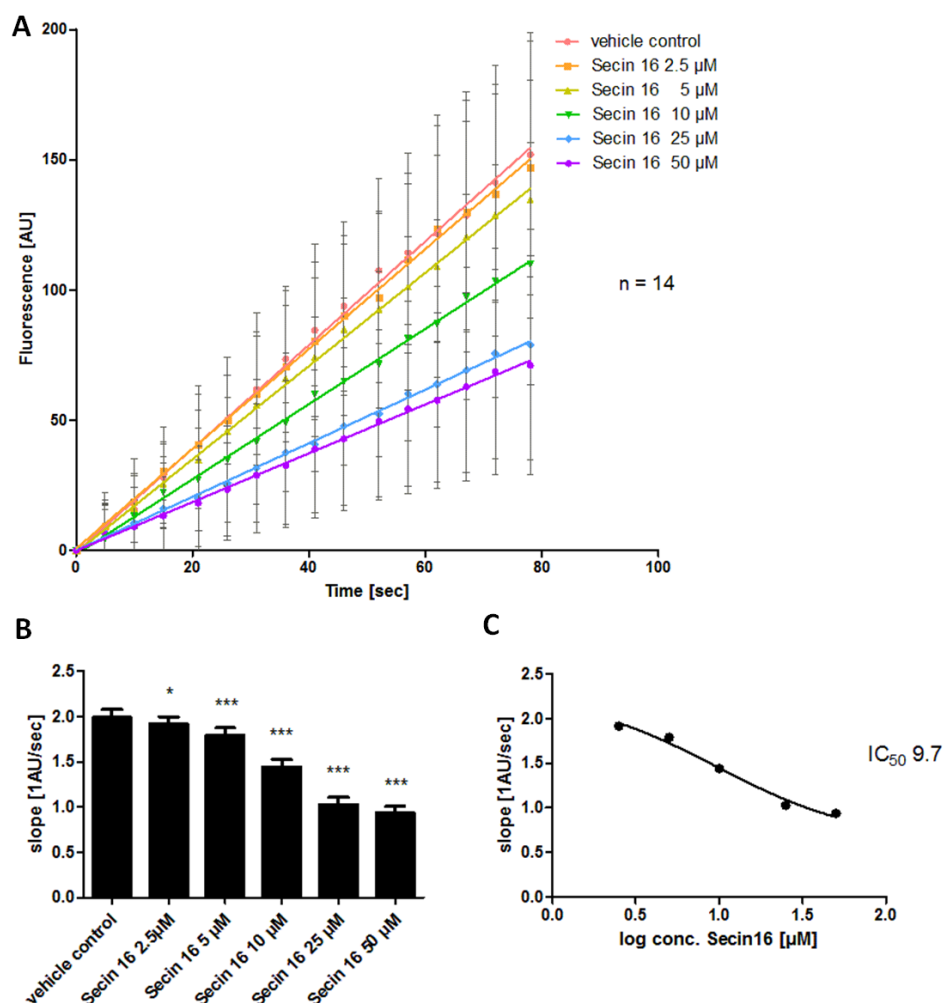 A
200
150
100
50
0
Fluorescence [AU]
0 20 40 60 80 100
Time [sec]
vehicle control
Secin 16 2.5 µM
Secin 16 5 µM
Secin 16 10 µM
Secin 16 25 µM
Secin 16 50 µM
n = 14
B
2.5
2.0
1.5
1.0
0.5
0.0
slope [1AU/sec]
*
***
***
***
***
vehicle control
Secin 16 2.5µM
Secin 16 5 µM
Secin 16 10 µM
Secin 16 25 µM
Secin 16 50 µM
C
2.5
2.0
1.5
1.0
0.5
0.0
slope [1AU/sec]
0.0 0.5 1.0 1.5 2.0
log conc. Secin16 [µM]
IC50 9.7